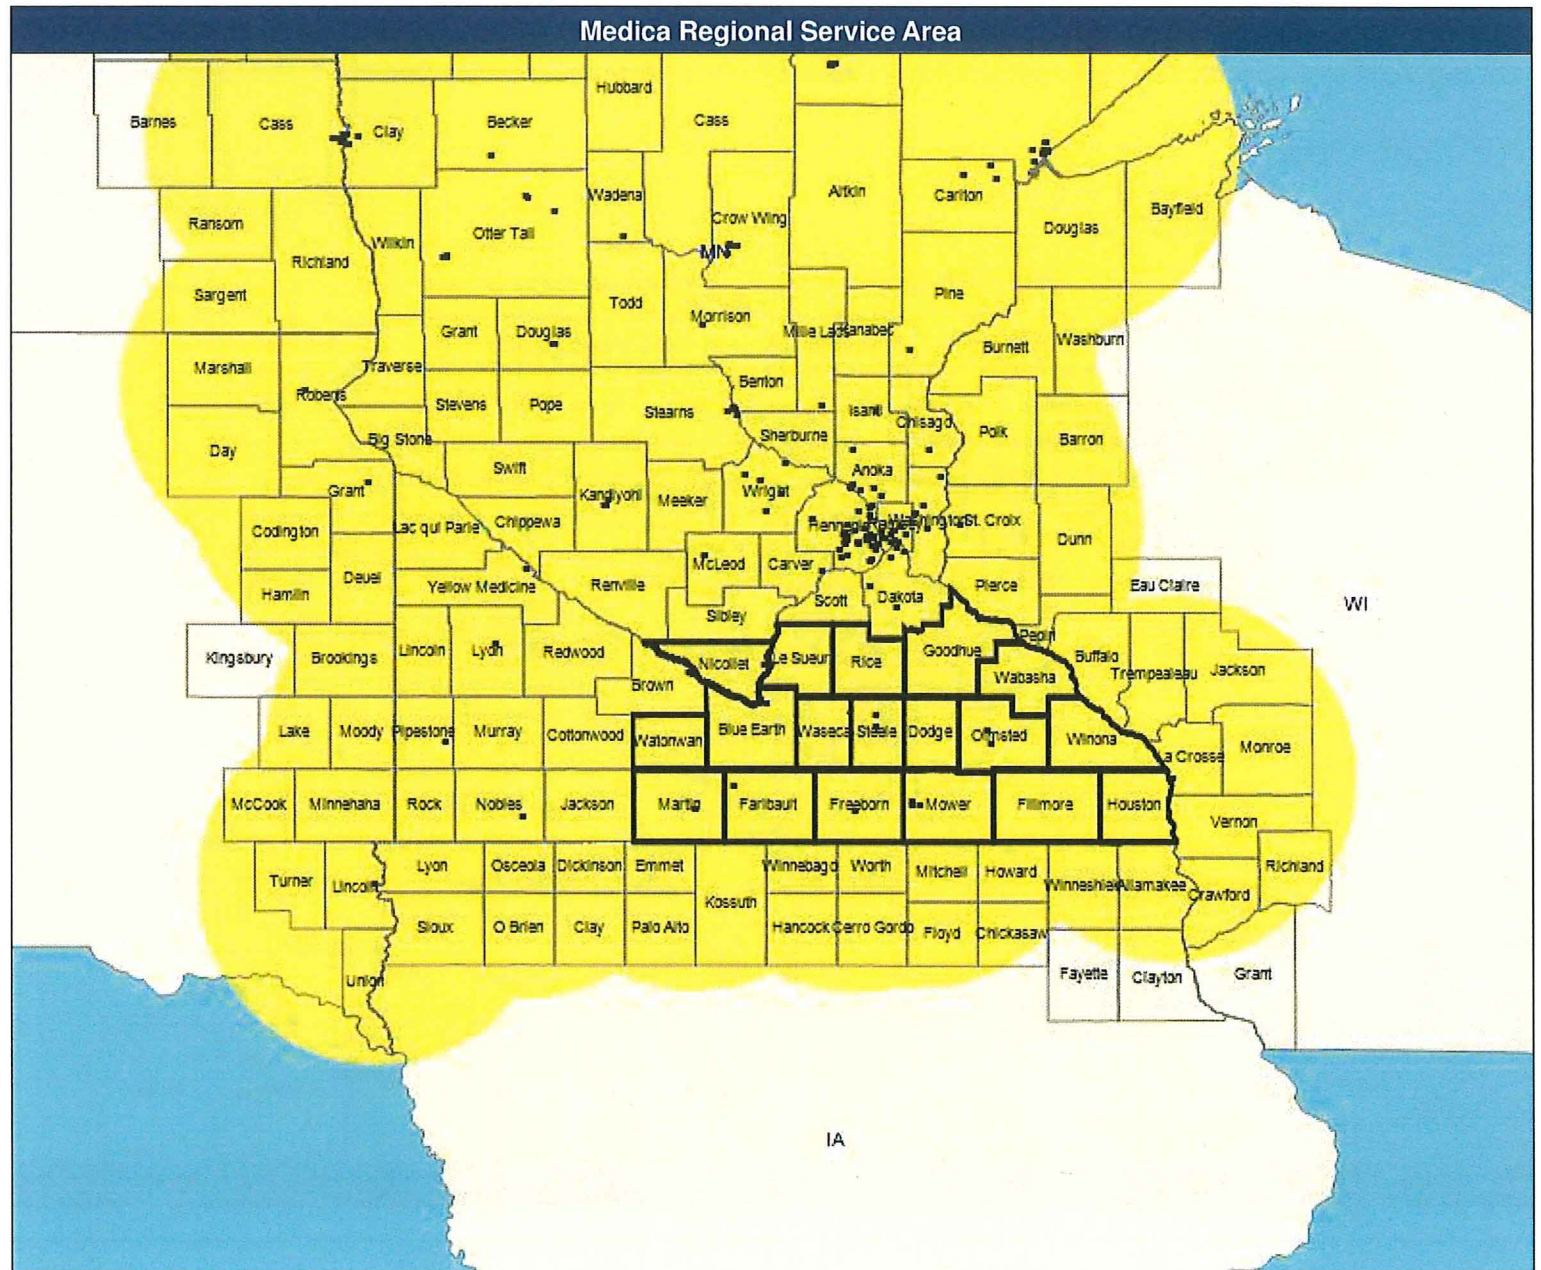 Medica Regional Service Area
Hubbard
Barnes
Cass
Clay
Becker
Cass
Wadena
Aitkin
Carlton
Ransom
Otter Tail
Crow Wing
Bayfield
Richland
Wilkin
MN
Douglas
Sargent
Todd
Pine
Grant
Douglas
Morrison
Mille Lacs
Kanabec
Burnett
Washburn
Marshall
Traverse
Roberts
Benton
Stevens
Pope
Stearns
Isanti
Chisago
Big Stone
Sherburne
Polk
Barron
Day
Swift
Anoka
Grant
Kandiyohi
Meeker
Wright
Codington
Lac qui Parle
Chippewa
Hennepin
Ramsey
Washington
St. Croix
Dunn
Deuel
McLeod
Carver
Hamlin
Yellow Medicine
Renville
Scott
Dakota
Pierce
Eau Claire
WI
Sibley
Pepin
Kingsbury
Brookings
Lincoln
Lyon
Redwood
Nicollet
Le Sueur
Rice
Goodhue
Buffalo
Trempealeau
Jackson
Brown
Wabasha
Lake
Moody
Pipestone
Murray
Cottonwood
Watonwan
Blue Earth
Waseca
Steele
Dodge
Olmsted
Winona
La Crosse
Monroe
McCook
Minnehaha
Rock
Nobles
Jackson
Martin
Faribault
Freeborn
Mower
Fillmore
Houston
Vernon
Turner
Lincoln
Lyon
Osceola
Dickinson
Emmet
Winnebago
Worth
Mitchell
Howard
Winneshiek
Allamakee
Crawford
Richland
Kossuth
Sioux
O Brien
Clay
Palo Alto
Hancock
Cerro Gordo
Floyd
Chickasaw
Union
Fayette
Clayton
Grant
IA